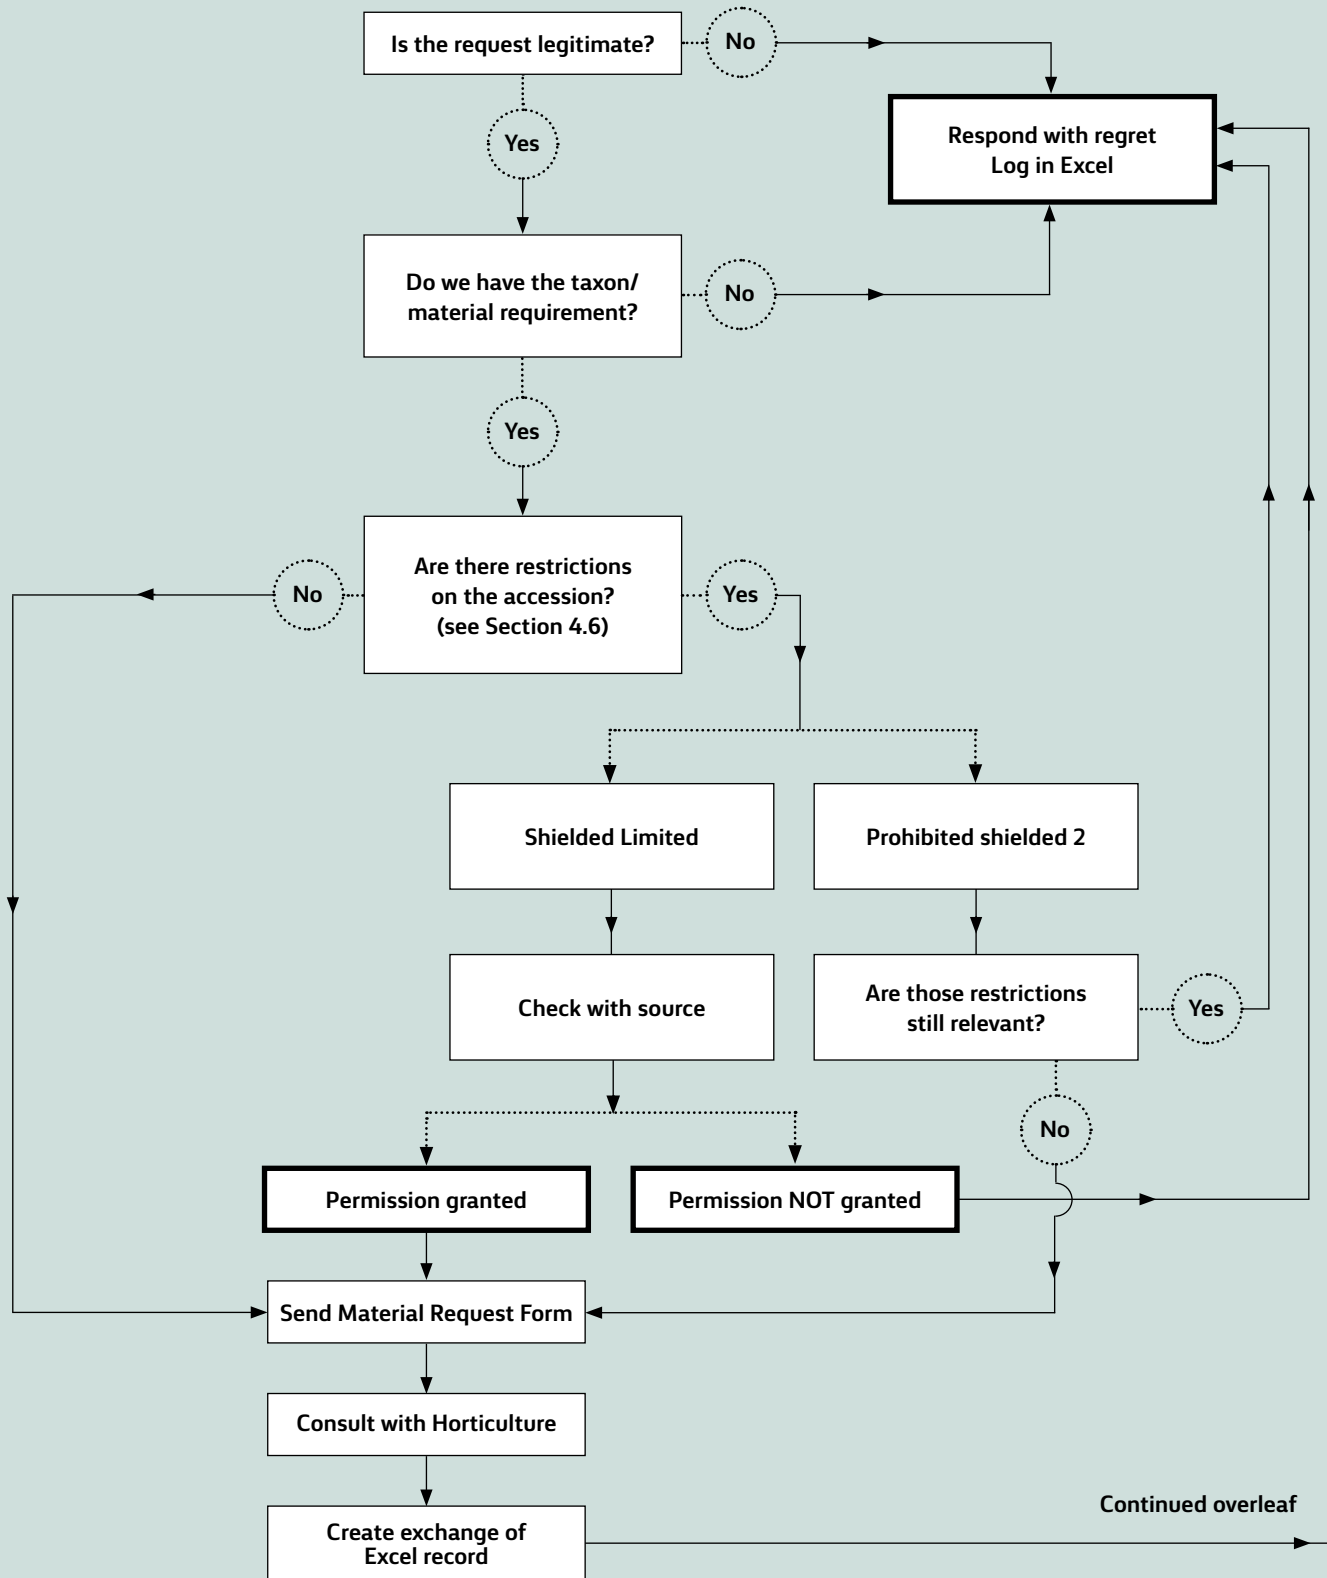 Is the request legitimate?
No
Respond with regret
Log in Excel
Yes
Do we have the taxon/
material requirement?
No
Yes
Are there restrictions
on the accession?
(see Section 4.6)
No
Yes
Shielded Limited
Prohibited shielded 2
Check with source
Are those restrictions
still relevant?
Yes
No
Permission granted
Permission NOT granted
Send Material Request Form
Consult with Horticulture
Create exchange of
Excel record
Continued overleaf